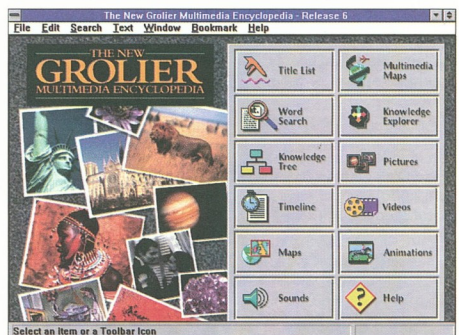 The New Grolier Multimedia Encyclopedia - Release 6
File Edit Search Text Window Bookmark Help
THE NEW
GROLIER
MULTIMEDIA ENCYCLOPEDIA
Title List
Multimedia
Maps
Word
Search
Knowledge
Explorer
Knowledge
Tree
Pictures
Timeline
Videos
Maps
Animations
Sounds
Help
Select an Item or a Toolbar Icon